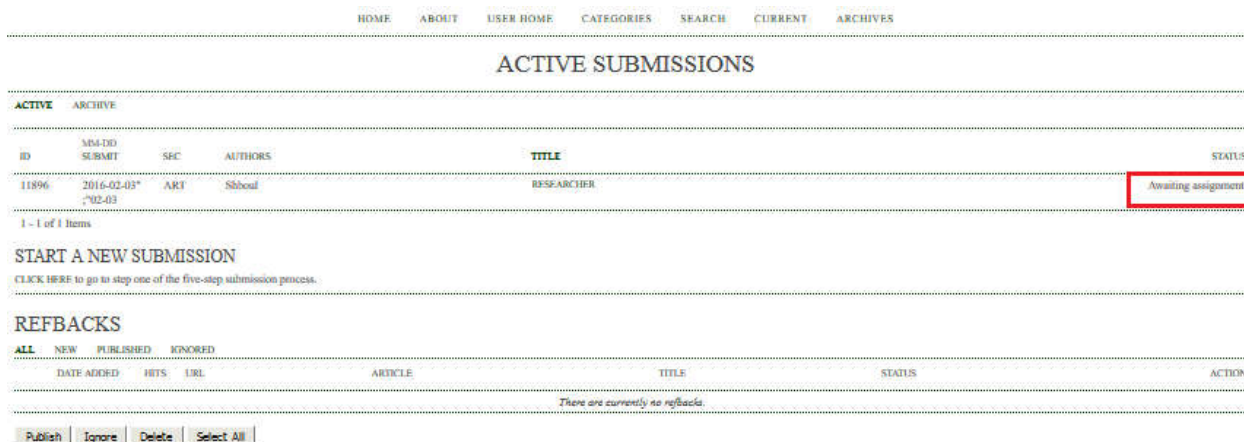 HOME ABOUT USER HOME CATEGORIES SEARCH CURRENT ARCHIVES
ACTIVE SUBMISSIONS
ACTIVE ARCHIVE
MM-DD
ID SUBMIT SEC AUTHORS TITLE STATUS
11896 2016-02-03" ART Shboul RESEARCHER Awaiting assignment
;"02-03
1 - 1 of 1 Items
START A NEW SUBMISSION
CLICK HERE to go to step one of the five-step submission process.
REFBACKS
ALL NEW PUBLISHED IGNORED
DATE ADDED HITS URL ARTICLE TITLE STATUS ACTION
There are currently no refbacks.
Publish Ignore Delete Select All